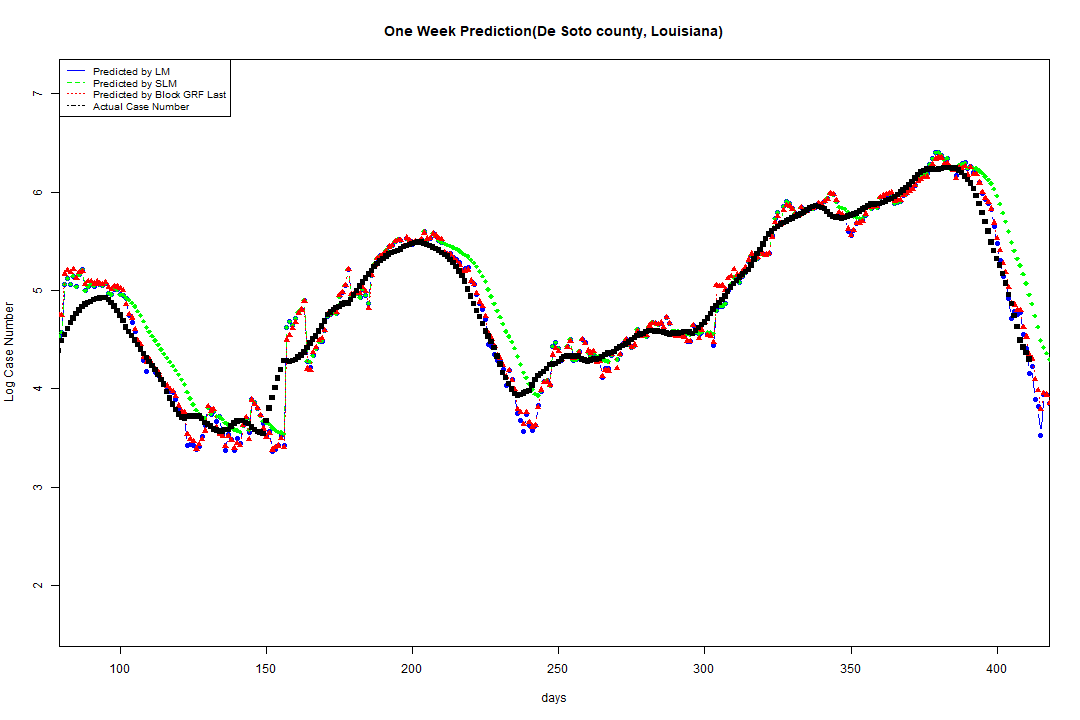 One Week Prediction(De Soto county, Louisiana)
Predicted by LM
Predicted by SLM
Predicted by Block GRF Last
Actual Case Number
7
6
5
4
3
2
Log Case Number
100 150 200 250 300 350 400
days